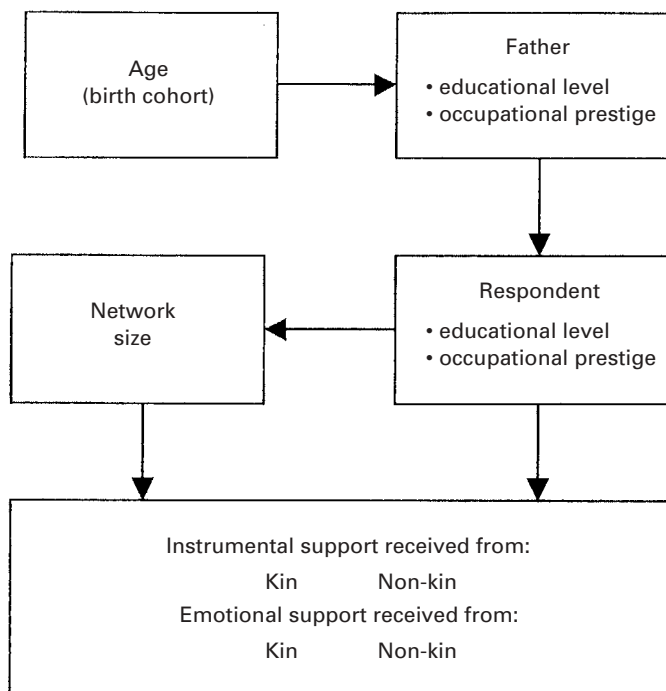 Age
(birth cohort)
Father
• educational level
• occupational prestige
Network
size
Respondent
• educational level
• occupational prestige
Instrumental support received from:
Kin Non-kin
Emotional support received from:
Kin Non-kin